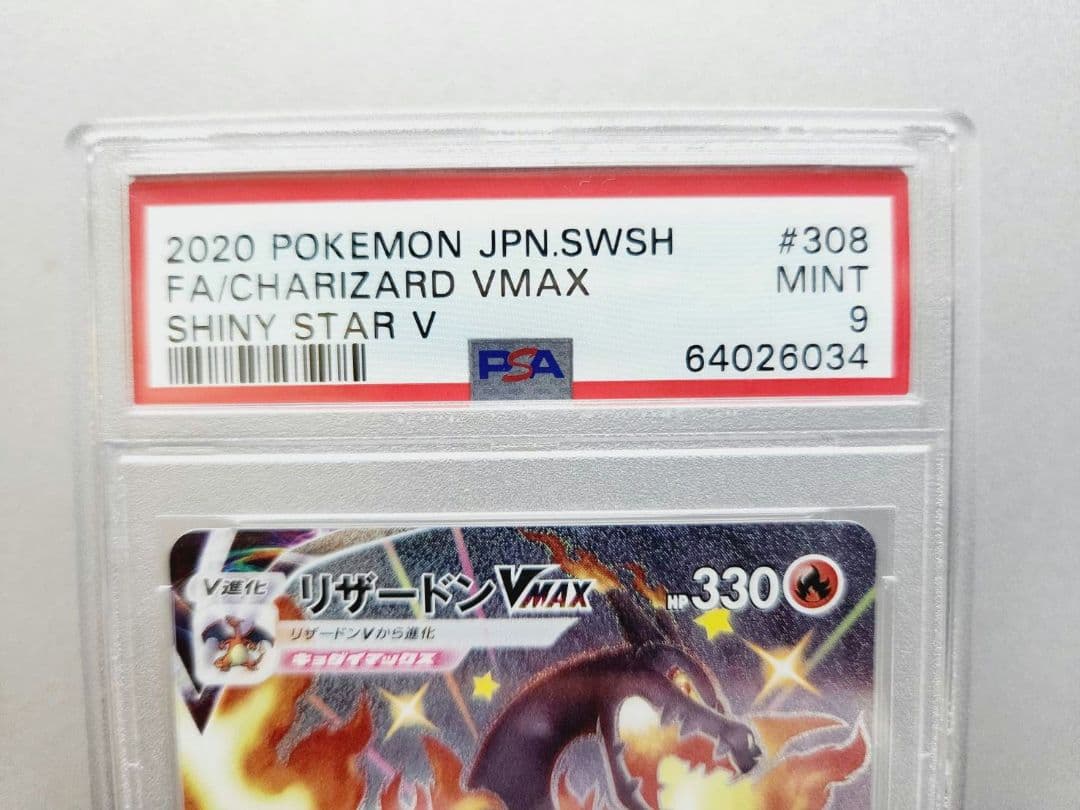 2020 POKEMON JPN.SWSH #308
FA/CHARIZARD VMAX MINT
SHINY STAR V 9
PSA 64026034
V進化 リザードンVMAX HP 330
リザードンVから進化
キョダイマックス